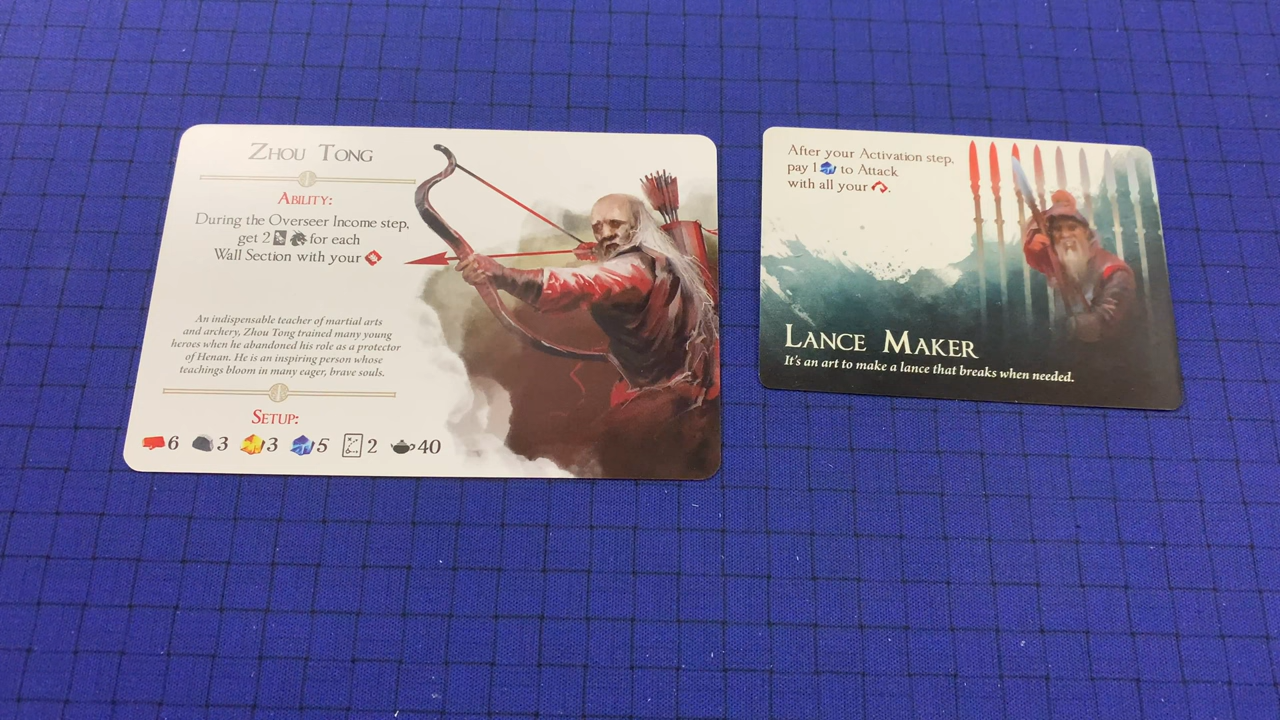 Zhou Tong
Ability:
During the Overseer Income step,
get 2 for each
Wall Section with your
An indispensable teacher of martial arts
and archery, Zhou Tong trained many young
heroes when he abandoned his role as a protector
of Henan. He is an inspiring person whose
teachings bloom in many eager, brave souls.
Setup:
6 3 3 5 2 40
After your Activation step,
pay 1 to Attack
with all your .
Lance Maker
It's an art to make a lance that breaks when needed.